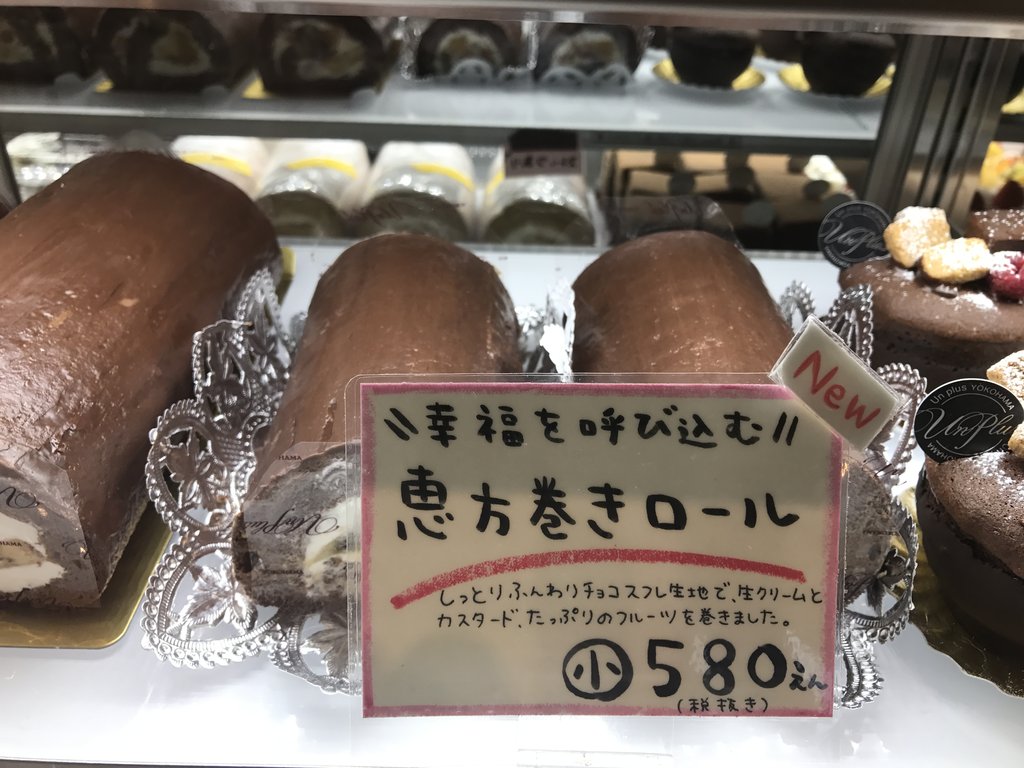 \\幸福を呼び込む//
恵方巻きロール
しっとりふんわりチョコスフレ生地で、生クリームと
カスタード、たっぷりのフルーツを巻きました。
小 580えん
(税抜き)
New
Un plus YOKOHAMA
Un Plus